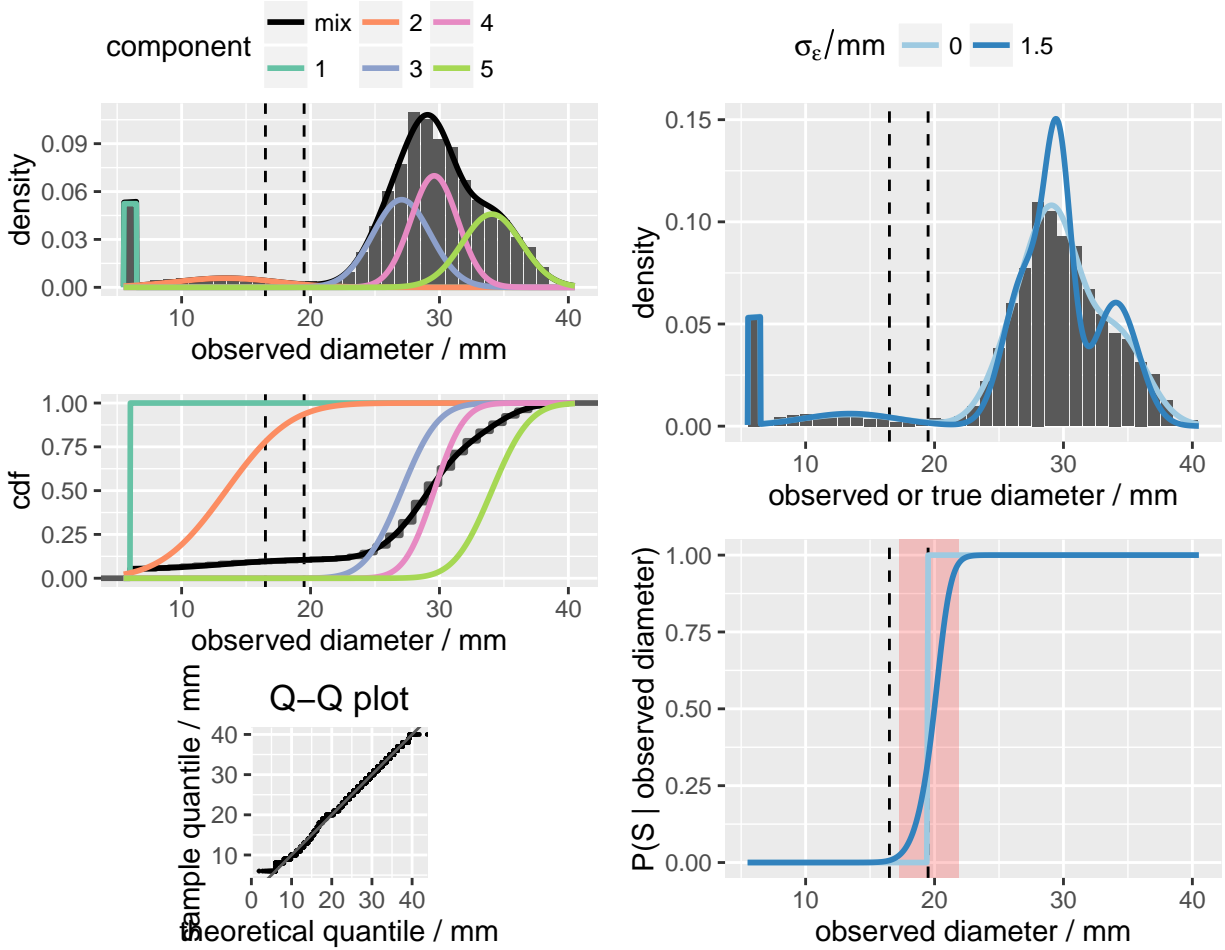 component
mix 2 4
1 3 5
0.09
0.06
0.03
0.00
density
10 20 30 40
observed diameter / mm
1.00
0.75
0.50
0.25
0.00
cdf
10 20 30 40
observed diameter / mm
Q−Q plot
40
30
20
10
sample quantile / mm
0 10 20 30 40
theoretical quantile / mm
σε/mm 0 1.5
0.15
0.10
0.05
0.00
density
10 20 30 40
observed or true diameter / mm
1.00
0.75
0.50
0.25
0.00
P(S | observed diameter)
10 20 30 40
observed diameter / mm